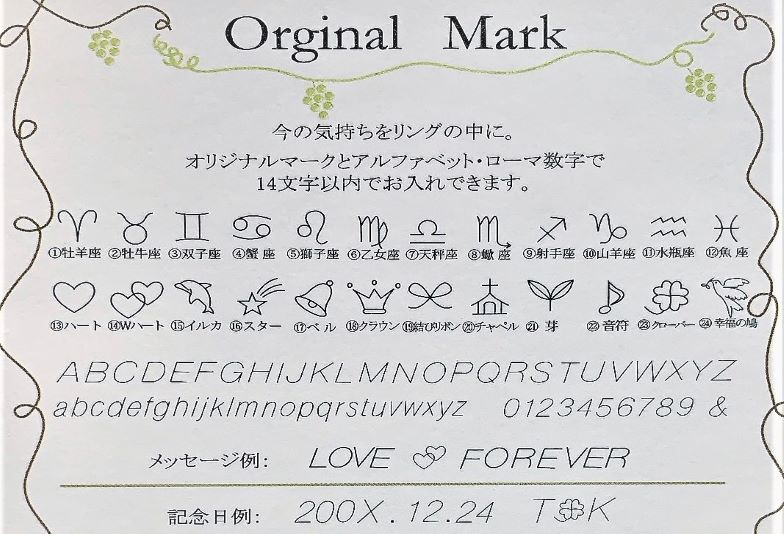 Orginal Mark
今の気持ちをリングの中に。
オリジナルマークとアルファベット・ローマ数字で
14文字以内でお入れできます。
①牡羊座 ②牡牛座 ③双子座 ④蟹 座 ⑤獅子座 ⑥乙女座 ⑦天秤座 ⑧蠍 座 ⑨射手座 ⑩山羊座 ⑪水瓶座 ⑫魚 座
⑬ハート ⑭Wハート ⑮イルカ ⑯スター ⑰ベ ル ⑱クラウン ⑲結びリボン ⑳チャペル ㉑ 芽 ㉒ 音符 ㉓クローバー ㉔ 幸福の鳩
ABCDEFGHIJKLMNOPQRSTUVWXYZ
abcdefghijklmnopqrstuvwxyz 0123456789 &
メッセージ例： LOVE FOREVER
記念日例： 200X.12.24 T K